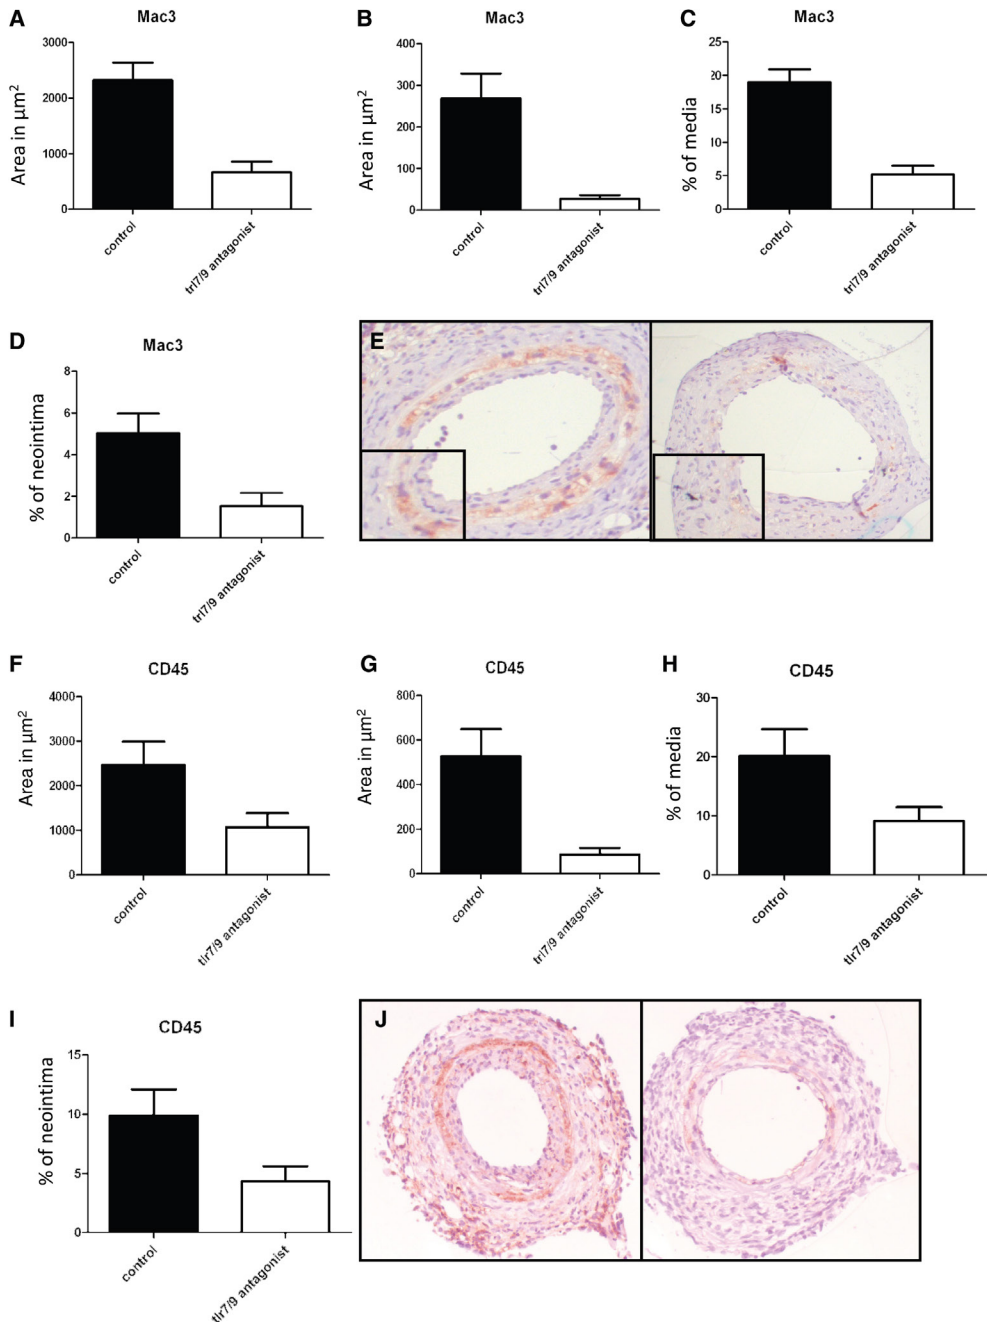 A
Mac3
Area in µm2
3000
2000
1000
0
control
trl7/9 antagonist
B
Mac3
Area in µm2
400
300
200
100
0
control
trl7/9 antagonist
C
Mac3
% of media
25
20
15
10
5
0
control
trl7/9 antagonist
D
Mac3
% of neointima
8
6
4
2
0
control
trl7/9 antagonist
E
F
CD45
Area in µm2
4000
3000
2000
1000
0
control
tlr7/9 antagonist
G
CD45
Area in µm2
800
600
400
200
0
control
trl7/9 antagonist
H
CD45
% of media
30
20
10
0
control
tlr7/9 antagonist
I
CD45
% of neointima
15
10
5
0
control
tlr7/9 antagonist
J